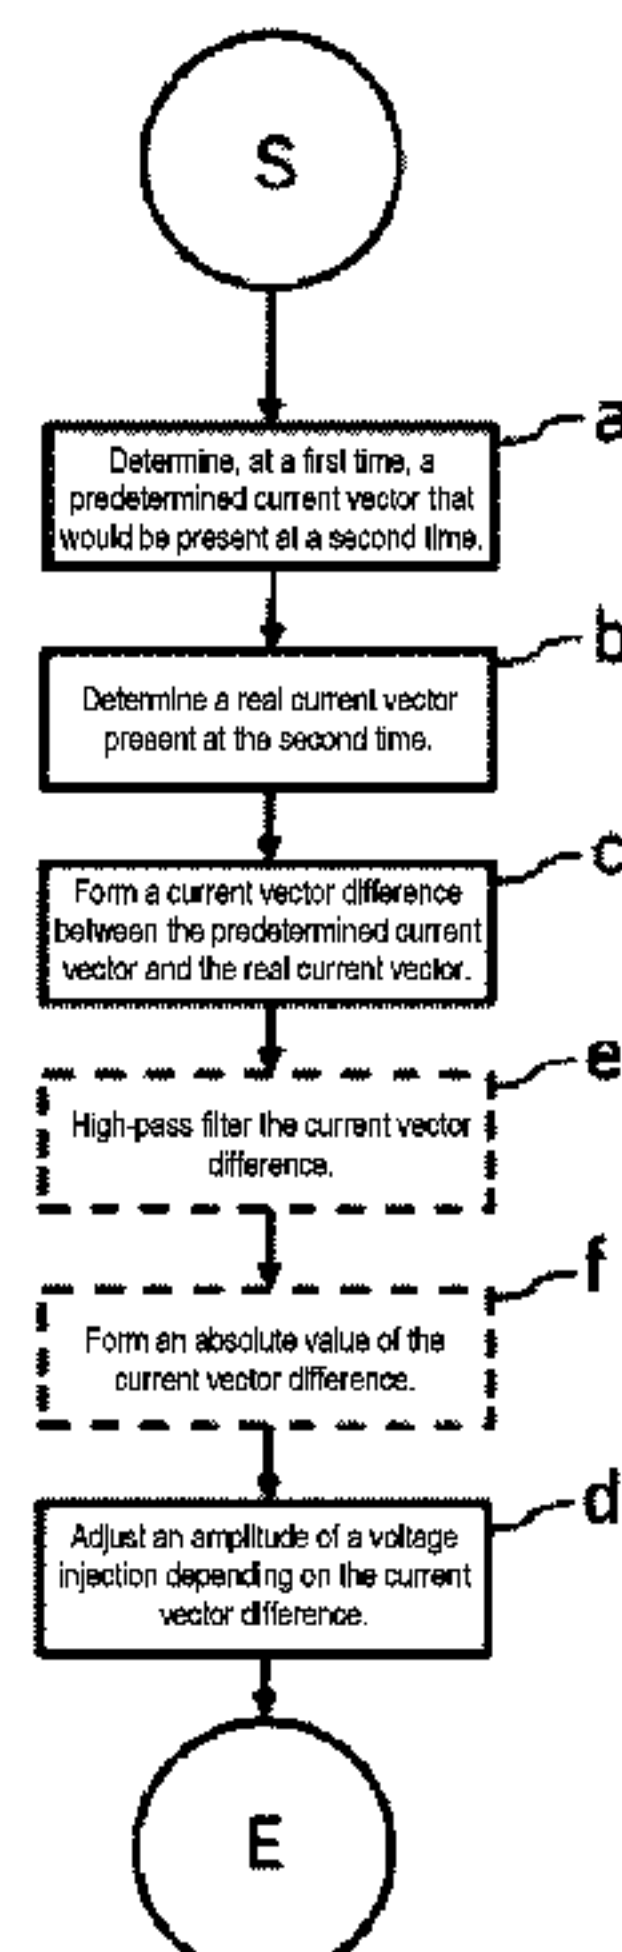 S
a
Determine, at a first time, a
predetermined current vector that
would be present at a second time.
b
Determine a real current vector
present at the second time.
c
Form a current vector difference
between the predetermined current
vector and the real current vector.
e
High-pass filter the current vector
difference.
f
Form an absolute value of the
current vector difference.
d
Adjust an amplitude of a voltage
injection depending on the current
vector difference.
E